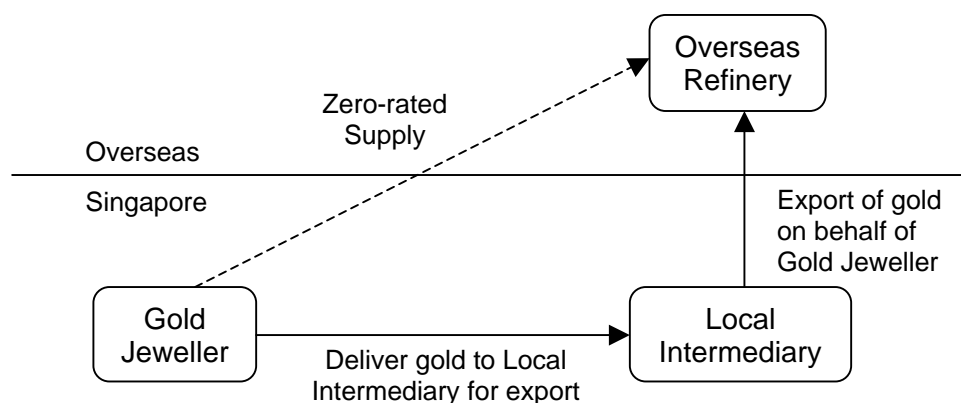 Overseas
Refinery
Zero-rated
Supply
Overseas
Singapore
Export of gold
on behalf of
Gold Jeweller
Gold
Jeweller
Deliver gold to Local
Intermediary for export
Local
Intermediary